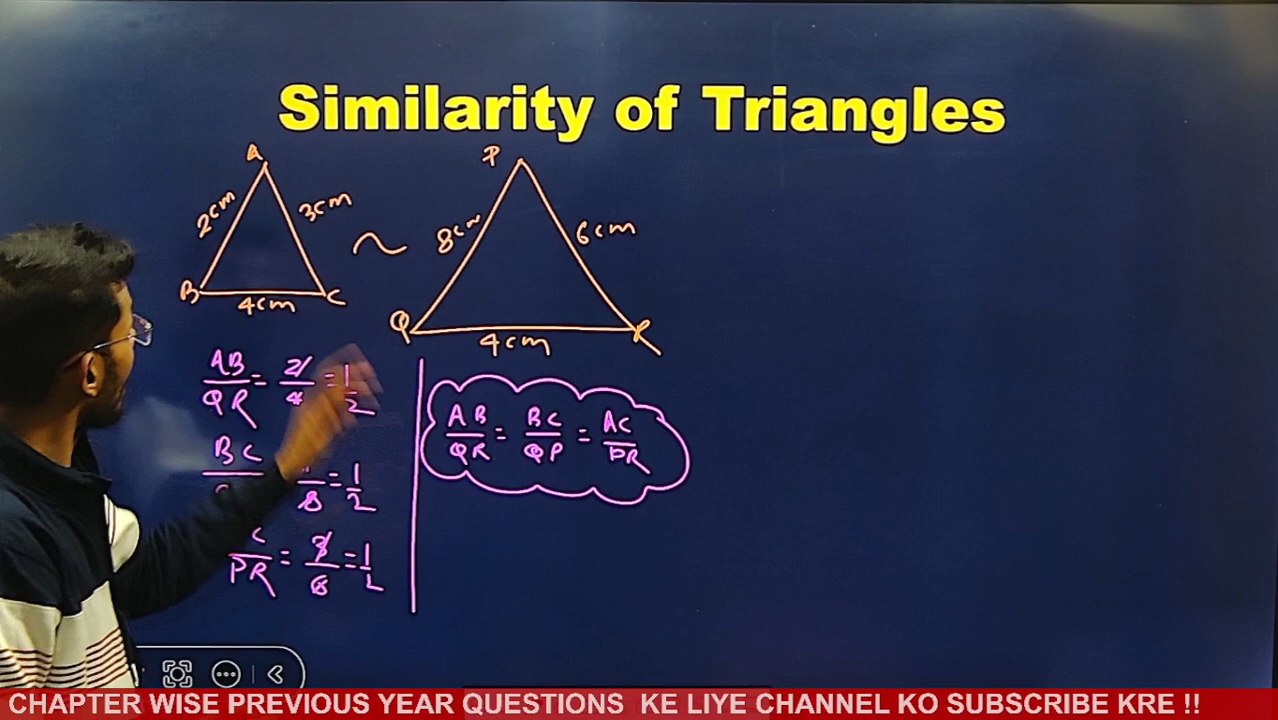 Similarity of Triangles
A
P
2cm
3cm
8cm
6cm
~
B
C
4cm
Q
R
4cm
AB/QR = 2/4 = 1/2
AB/QR = BC/QP = AC/PR
BC
8 = 1/2
C/PR = 3/6 = 1/2
CHAPTER WISE PREVIOUS YEAR QUESTIONS KE LIYE CHANNEL KO SUBSCRIBE KRE !!